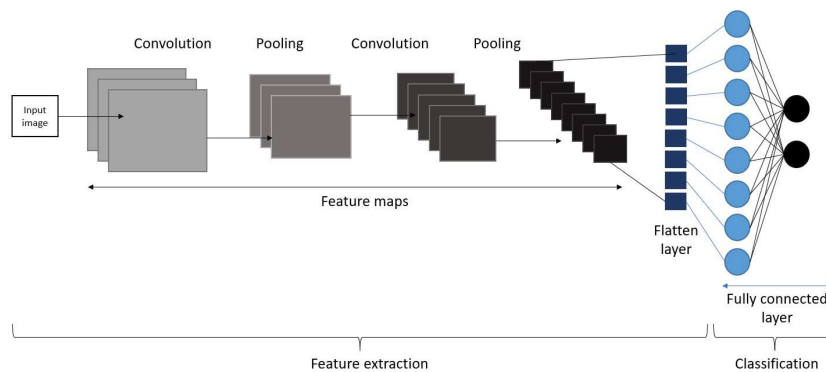 Convolution
Pooling
Convolution
Pooling
Input
image
Feature maps
Flatten
layer
Fully connected
layer
Feature extraction
Classification